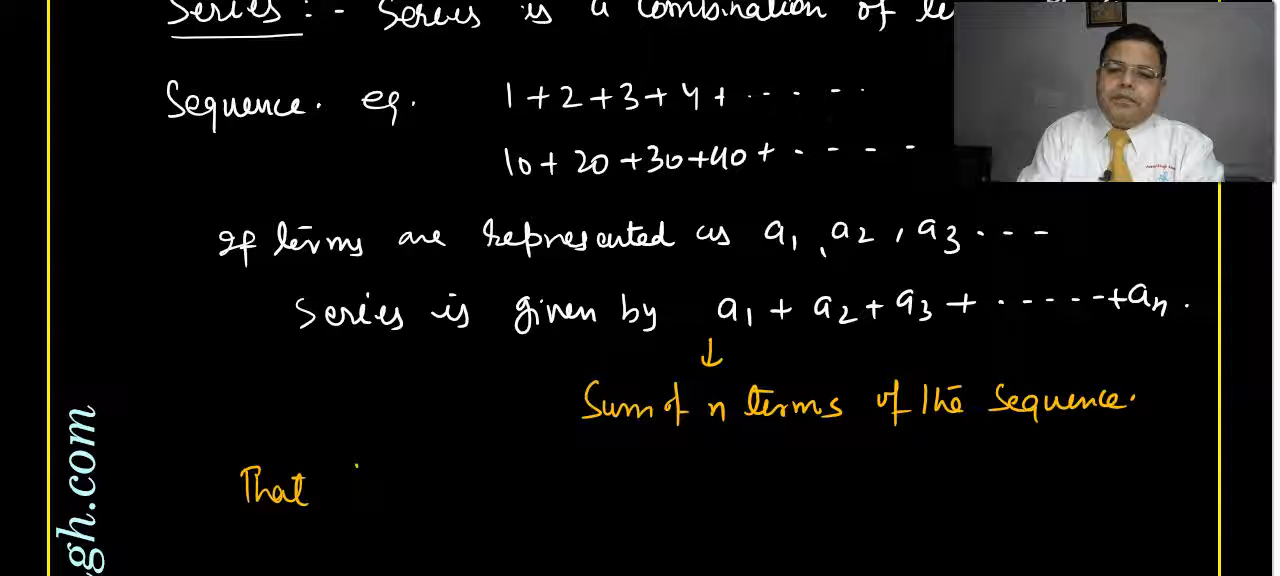 Series :- Series is a combination of
Sequence. eg. 1 + 2 + 3 + 4 + ......
10 + 20 + 30 + 40 + - - - -
If terms are represented as a₁, a₂, a₃ ---
Series is given by a₁ + a₂ + a₃ + ...... + aₙ.
↓
Sum of n terms of the sequence.
That
gh.com